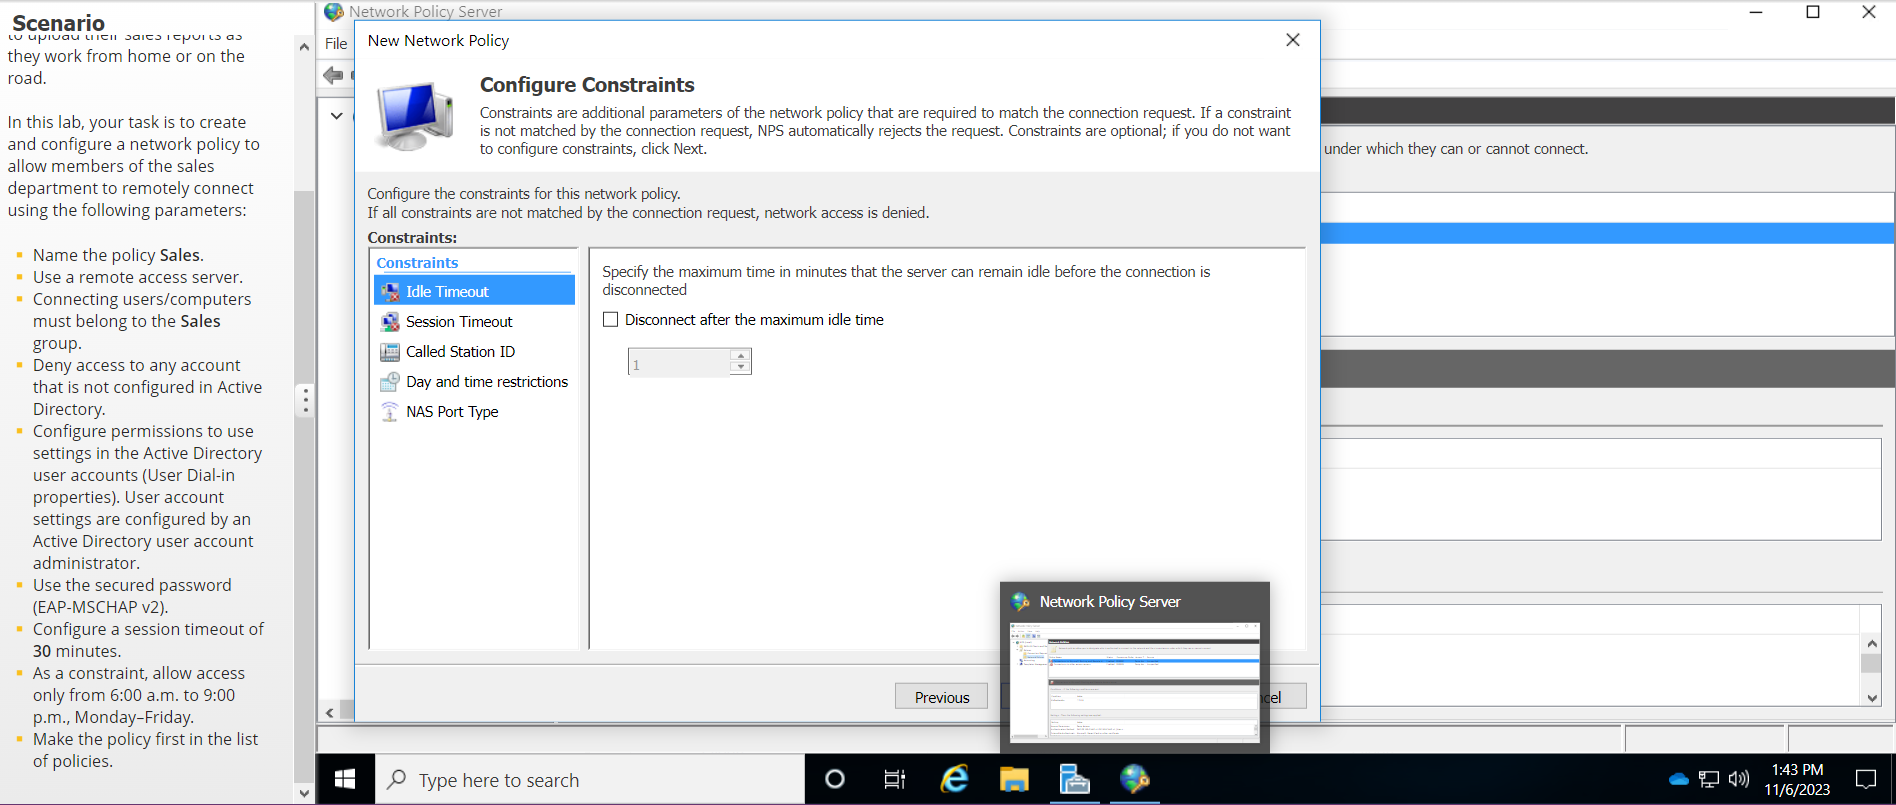 Scenario
to upload their sales reports as
they work from home or on the
road.
In this lab, your task is to create
and configure a network policy to
allow members of the sales
department to remotely connect
using the following parameters:
Name the policy Sales.
Use a remote access server.
Connecting users/computers
must belong to the Sales
group.
Deny access to any account
that is not configured in Active
Directory.
Configure permissions to use
settings in the Active Directory
user accounts (User Dial-in
properties). User account
settings are configured by an
Active Directory user account
administrator.
Use the secured password
(EAP-MSCHAP v2).
Configure a session timeout of
30 minutes.
As a constraint, allow access
only from 6:00 a.m. to 9:00
p.m., Monday–Friday.
Make the policy first in the list
of policies.
Network Policy Server
File
New Network Policy
Configure Constraints
Constraints are additional parameters of the network policy that are required to match the connection request. If a constraint
is not matched by the connection request, NPS automatically rejects the request. Constraints are optional; if you do not want
to configure constraints, click Next.
under which they can or cannot connect.
Configure the constraints for this network policy.
If all constraints are not matched by the connection request, network access is denied.
Constraints:
Constraints
Idle Timeout
Session Timeout
Called Station ID
Day and time restrictions
NAS Port Type
Specify the maximum time in minutes that the server can remain idle before the connection is
disconnected
Disconnect after the maximum idle time
1
Network Policy Server
Previous
cel
Type here to search
1:43 PM
11/6/2023